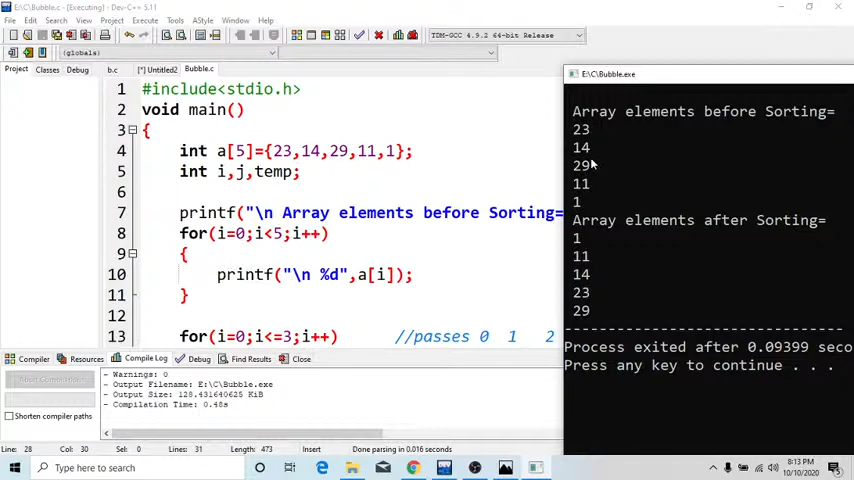 E:\C\Bubble.c - [Executing] - Dev-C++ 5.11
File Edit Search View Project Execute Tools AStyle Window Help
TDM-GCC 4.9.2 64-bit Release
(globals)
Project Classes Debug
b.c [*] Untitled2 Bubble.c
1 #include<stdio.h>
2 void main()
3 {
4 int a[5]={23,14,29,11,1};
5 int i,j,temp;
6
7 printf("\n Array elements before Sorting=
8 for(i=0;i<5;i++)
9 {
10 printf("\n %d",a[i]);
11 }
12
13 for(i=0;i<=3;i++) //passes 0 1 2
E:\C\Bubble.exe
Array elements before Sorting=
23
14
29
11
1
Array elements after Sorting=
1
11
14
23
29
--------------------------------
Process exited after 0.09399 seco
Press any key to continue . . .
Compiler Resources Compile Log Debug Find Results Close
Shorten compiler paths
- Warnings: 0
- Output Filename: E:\C\Bubble.exe
- Output Size: 128.431640625 KiB
- Compilation Time: 0.48s
Line: 28 Col: 30 Sel: 0 Lines: 31 Length: 473 Insert Done parsing in 0.016 seconds
Type here to search
8:13 PM
10/10/2020